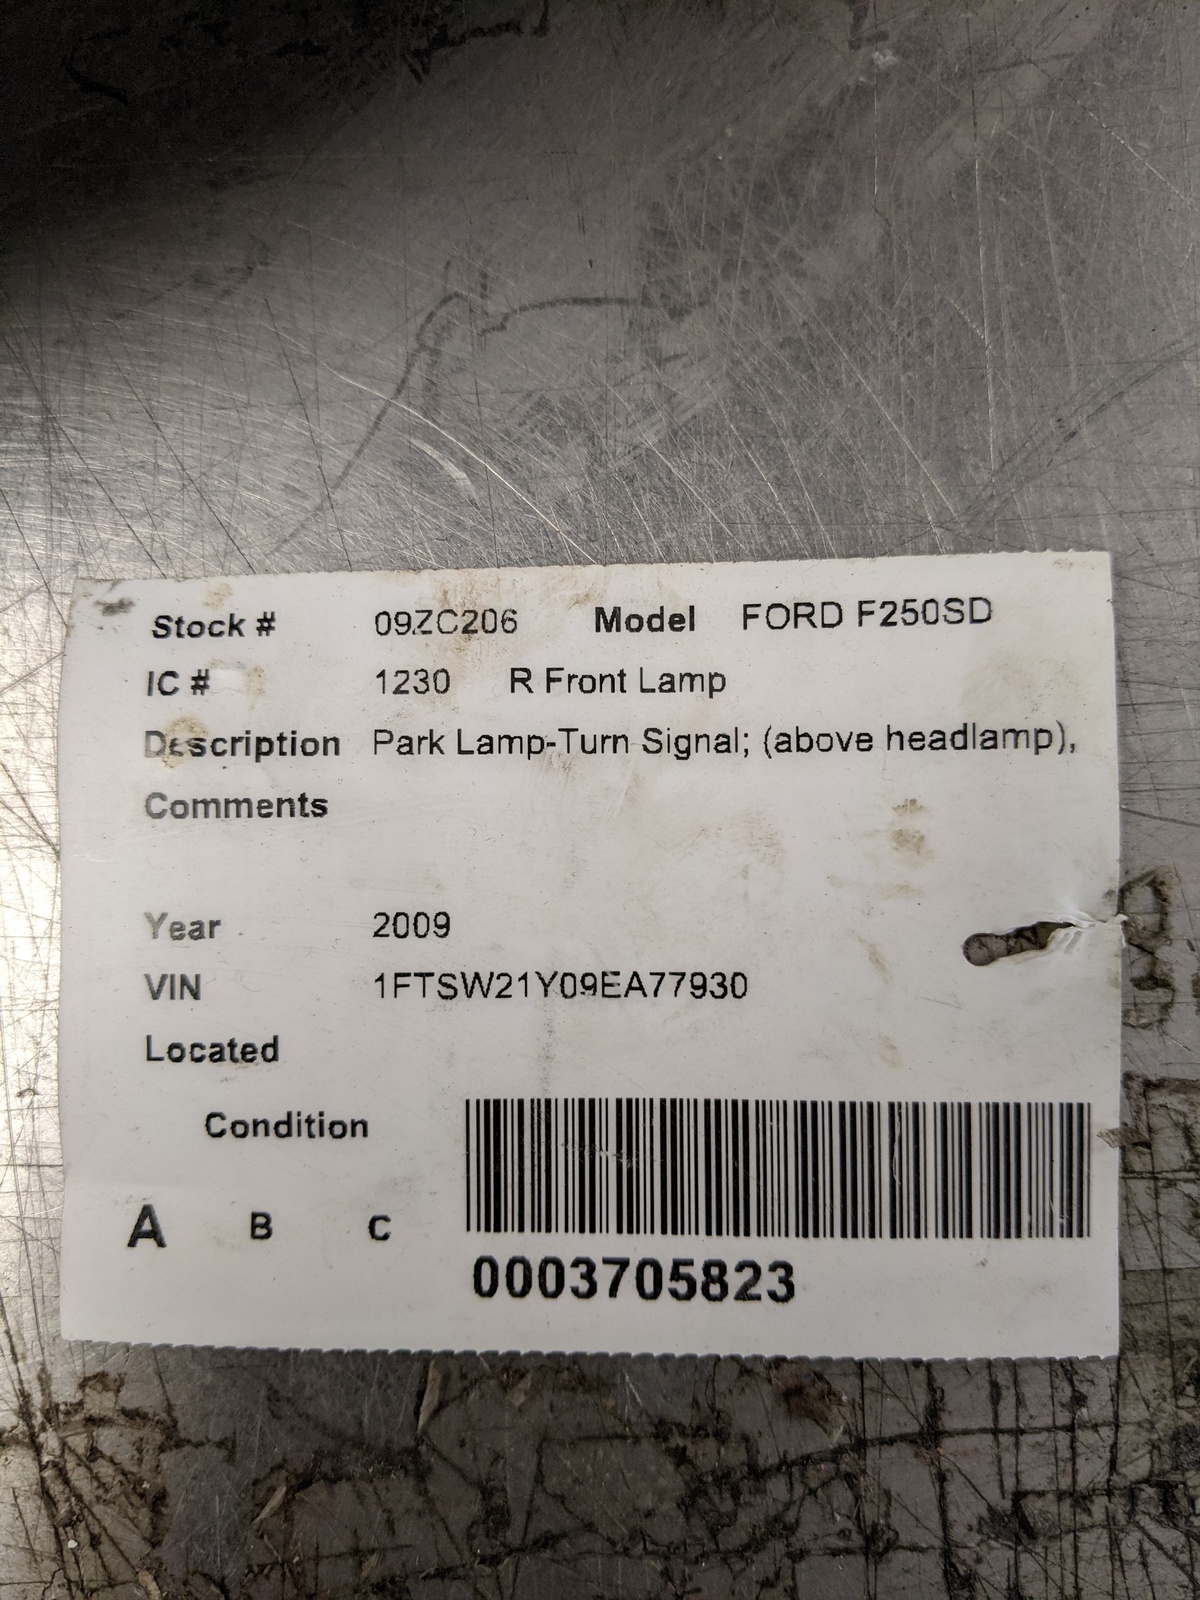 Stock # 09ZC206 Model FORD F250SD
IC # 1230 R Front Lamp
Description Park Lamp-Turn Signal; (above headlamp),
Comments
Year 2009
VIN 1FTSW21Y09EA77930
Located
Condition
A B C
0003705823